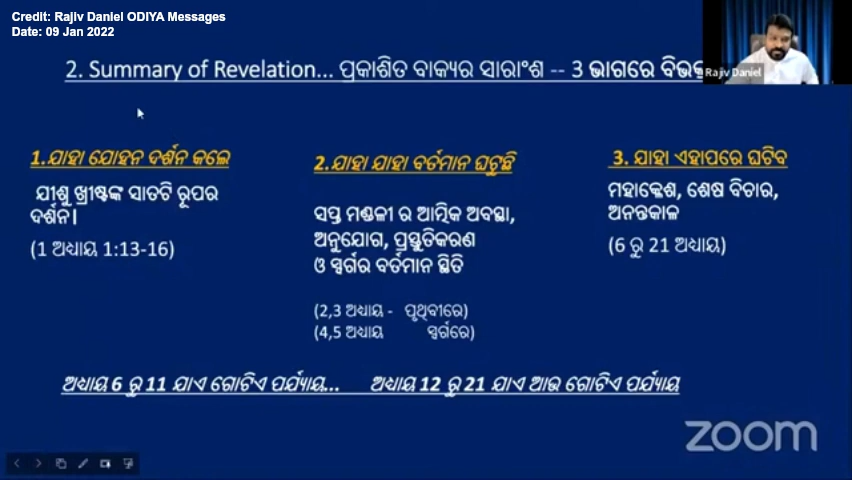 Credit: Rajiv Daniel ODIYA Messages
Date: 09 Jan 2022
2. Summary of Revelation... ପ୍ରକାଶିତ ବାକ୍ୟର ସାରାଂଶ -- 3 ଭାଗରେ
Rajiv Daniel
1.ଯାହା ଯୋହନ ଦର୍ଶନ କଲେ
ଯୀଶୁ ଖ୍ରୀଷ୍ଟଙ୍କ ସାତଟି ରୂପର
ଦର୍ଶନ।
(1 ଅଧ୍ୟାୟ 1:13-16)
2.ଯାହା ଯାହା ବର୍ତମାନ ଘଟୁଛି
ସପ୍ତ ମଣ୍ଡଳୀ ର ଆତ୍ମିକ ଅବସ୍ଥା,
ଅନୁଯୋଗ, ପ୍ରସ୍ତୁତିକରଣ
ଓ ସ୍ବର୍ଗର ବର୍ତମାନ ସ୍ଥିତି
(2,3 ଅଧ୍ୟାୟ - ପୃଥିବୀରେ)
(4,5 ଅଧ୍ୟାୟ ସ୍ବର୍ଗରେ)
3. ଯାହା ଏହାପରେ ଘଟିବ
ମହାକ୍ଳେଶ, ଶେଷ ବିଚାର,
ଅନନ୍ତକାଳ
(6 ରୁ 21 ଅଧ୍ୟାୟ)
ଅଧ୍ୟାୟ 6 ରୁ 11 ଯାଏ ଗୋଟିଏ ପର୍ଯ୍ୟାୟ... ଅଧ୍ୟାୟ 12 ରୁ 21 ଯାଏ ଆଉ ଗୋଟିଏ ପର୍ଯ୍ୟାୟ
zoom